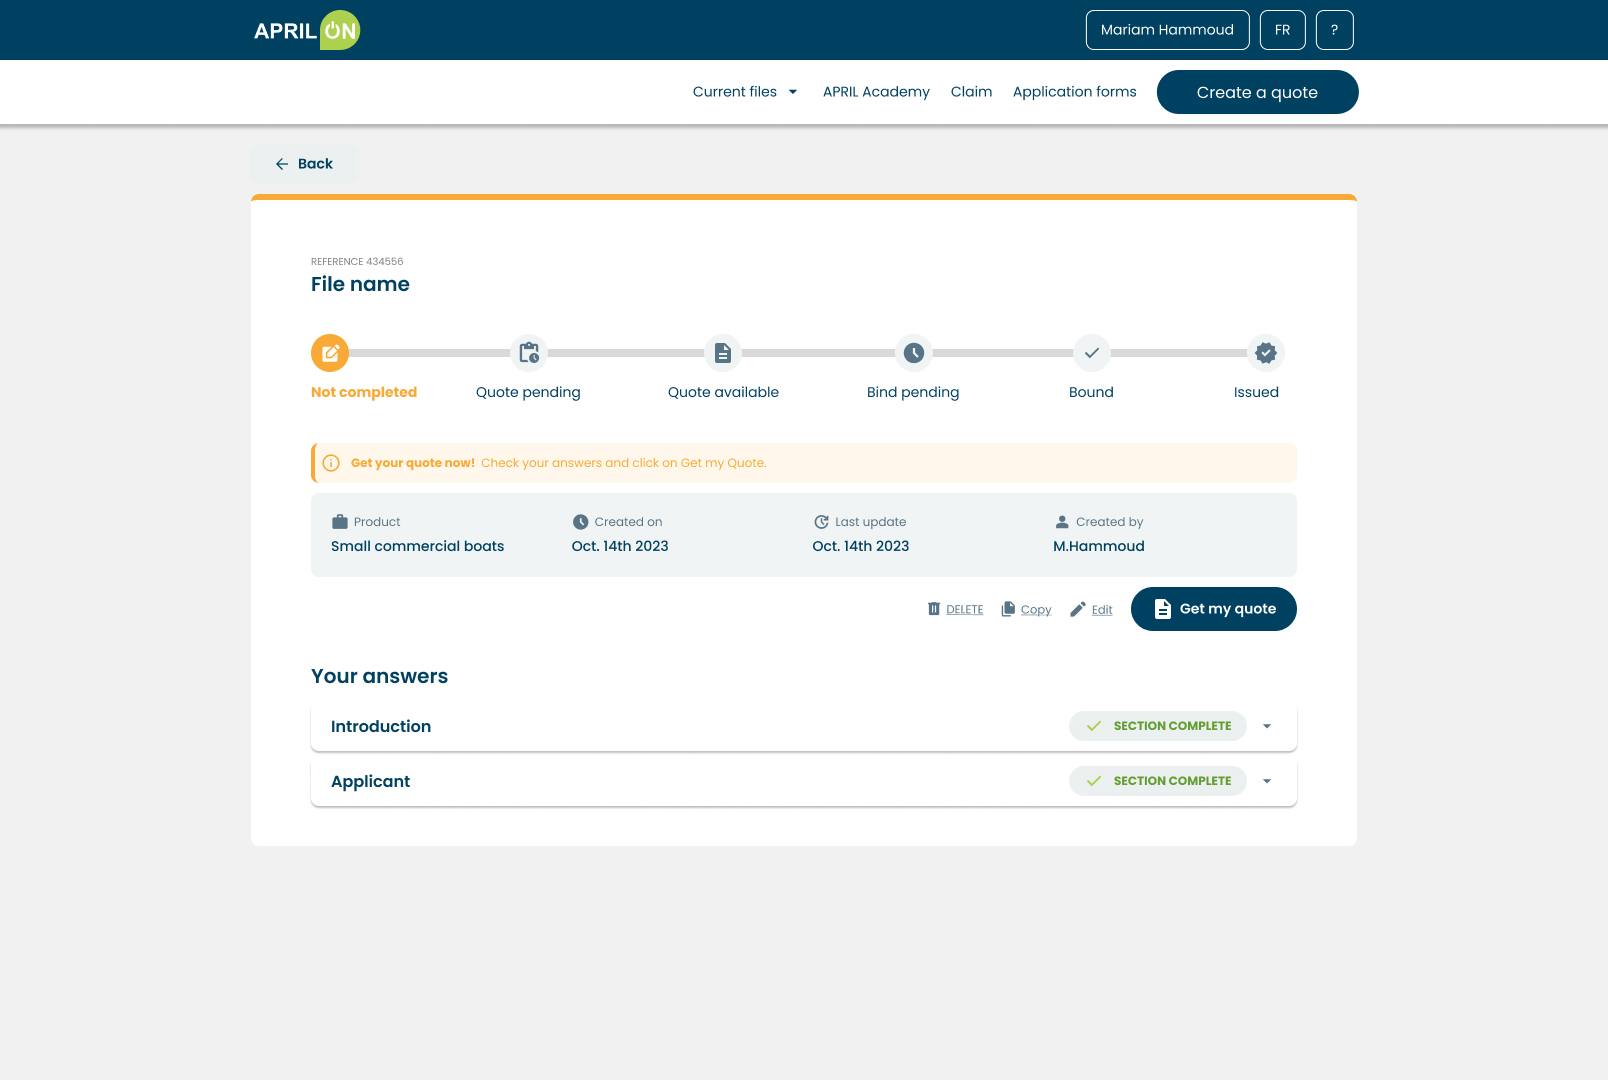 APRIL ON
Mariam Hammoud
FR
?
Current files
APRIL Academy
Claim
Application forms
Create a quote
Back
REFERENCE 434556
File name
Not completed
Quote pending
Quote available
Bind pending
Bound
Issued
Get your quote now! Check your answers and click on Get my Quote.
Product
Created on
Last update
Created by
Small commercial boats
Oct. 14th 2023
Oct. 14th 2023
M.Hammoud
DELETE
Copy
Edit
Get my quote
Your answers
Introduction
SECTION COMPLETE
Applicant
SECTION COMPLETE